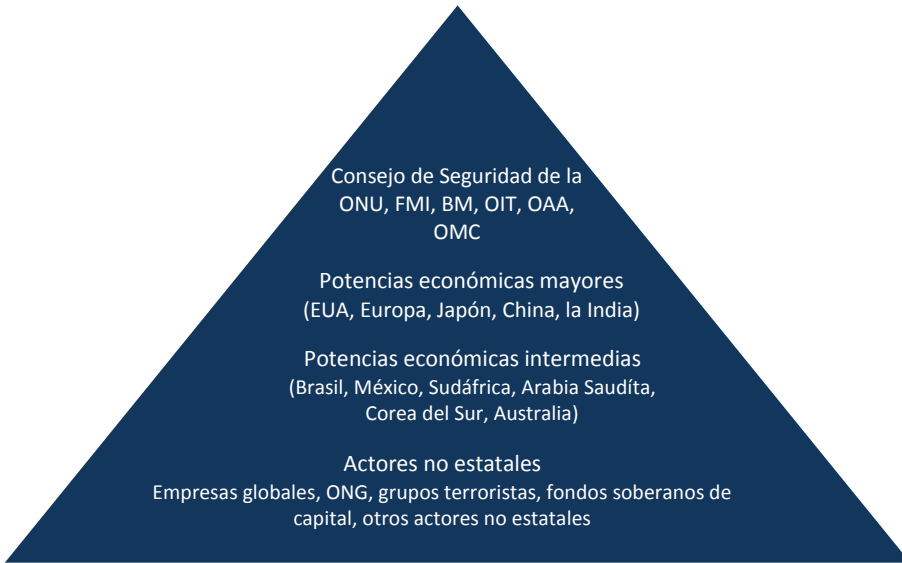 Consejo de Seguridad de la
ONU, FMI, BM, OIT, OAA,
OMC
Potencias económicas mayores
(EUA, Europa, Japón, China, la India)
Potencias económicas intermedias
(Brasil, México, Sudáfrica, Arabia Saudíta,
Corea del Sur, Australia)
Actores no estatales
Empresas globales, ONG, grupos terroristas, fondos soberanos de
capital, otros actores no estatales